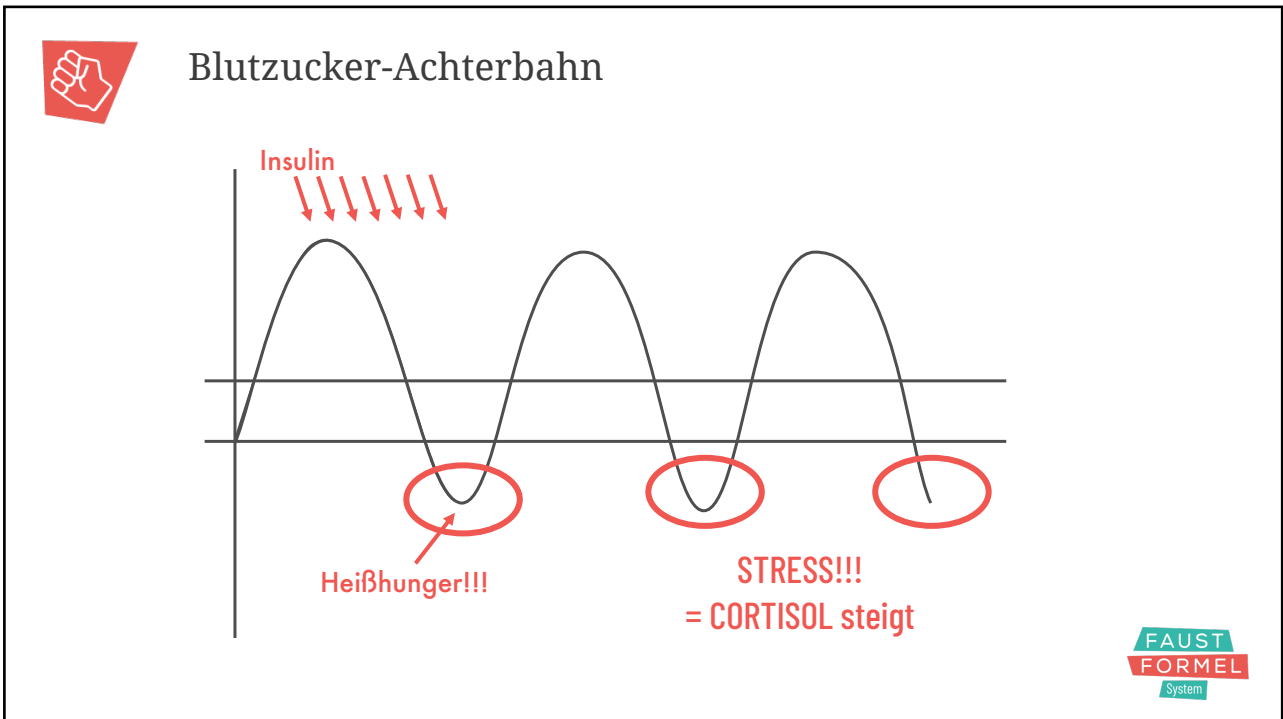 Blutzucker-Achterbahn
Insulin
Heißhunger!!!
STRESS!!!
= CORTISOL steigt
FAUST
FORMEL
System